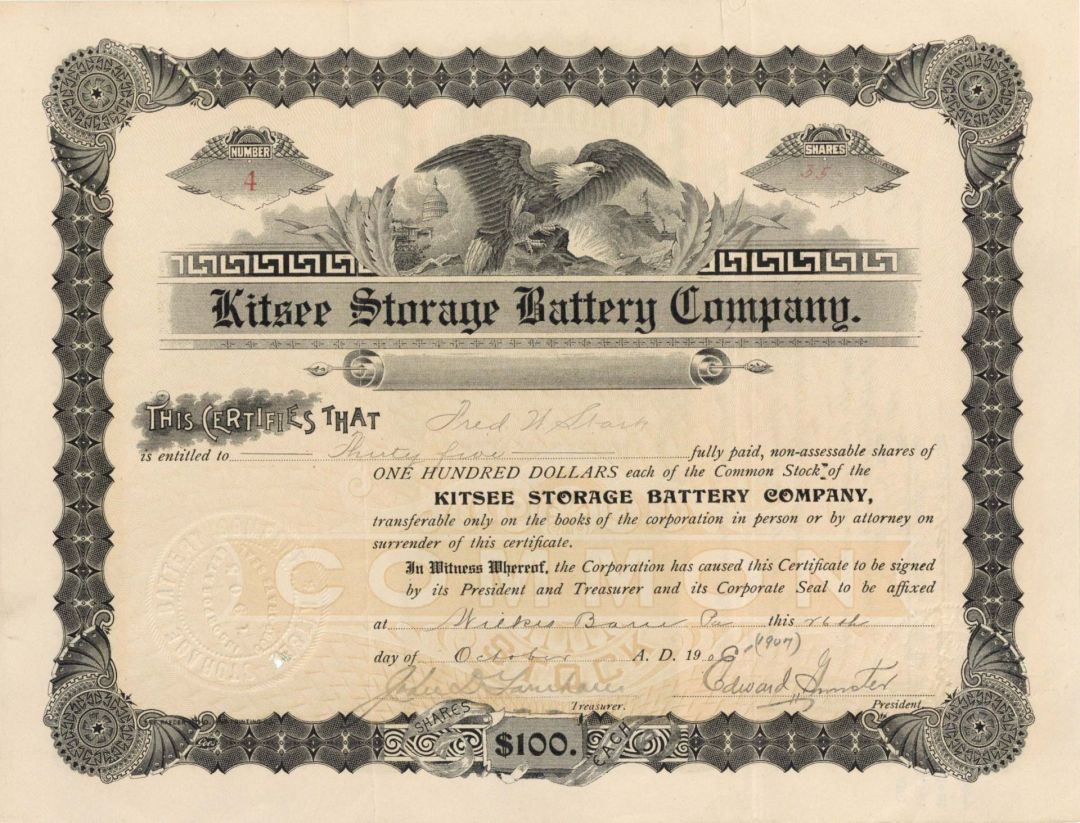 NUMBER
4
SHARES
35
Kitsee Storage Battery Company.
THIS CERTIFIES THAT Fred W Stark
is entitled to Thirty five fully paid, non-assessable shares of
ONE HUNDRED DOLLARS each of the Common Stock of the
KITSEE STORAGE BATTERY COMPANY,
transferable only on the books of the corporation in person or by attorney on
surrender of this certificate.
In Witness Whereof, the Corporation has caused this Certificate to be signed
by its President and Treasurer and its Corporate Seal to be affixed
at Wilkes Barre Pa this 26th
day of October A. D. 1906 (1907)
Edward Gunster
Treasurer. President.
COMMON
STOCK
SHARES $100. EACH